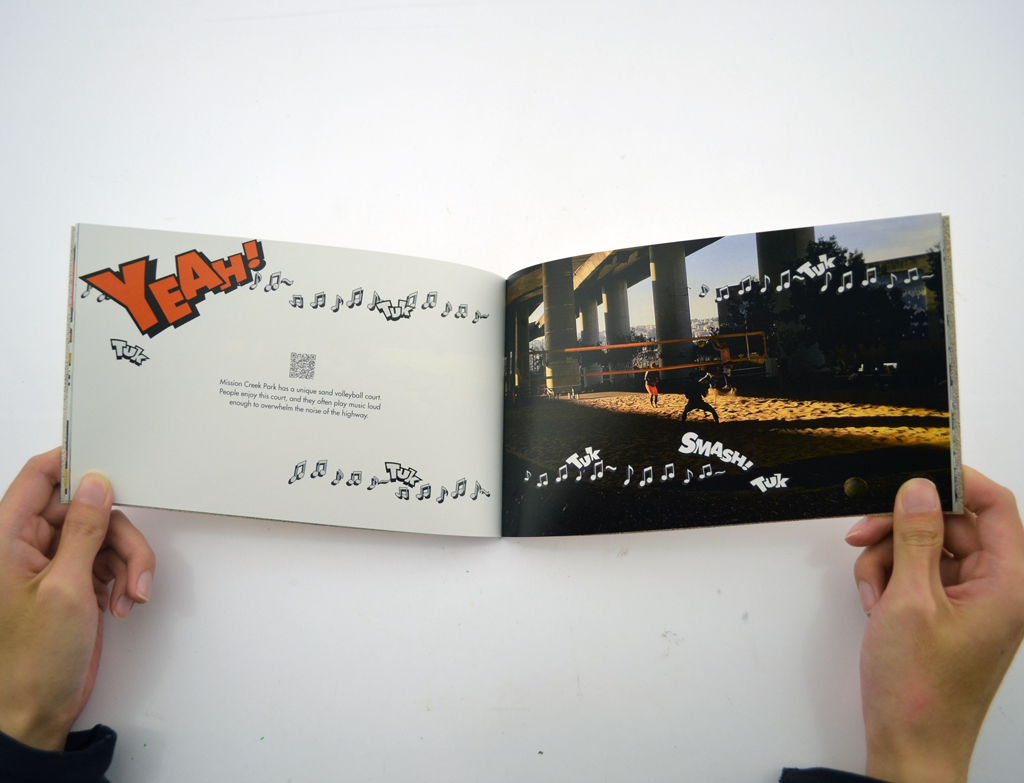 YEAH!
TUK
TUK
Mission Creek Park has a unique sand volleyball court.
People enjoy this court, and they often play music loud
enough to overwhelm the noise of the highway.
TUK
TUK
TUK
SMASH!
TUK